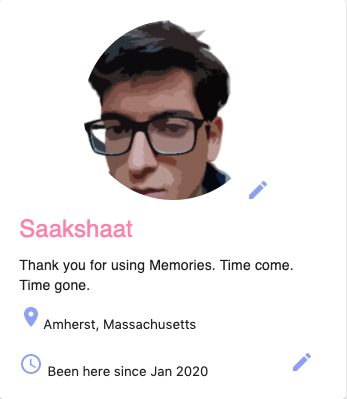 Saakshaat
Thank you for using Memories. Time come.
Time gone.
Amherst, Massachusetts
Been here since Jan 2020